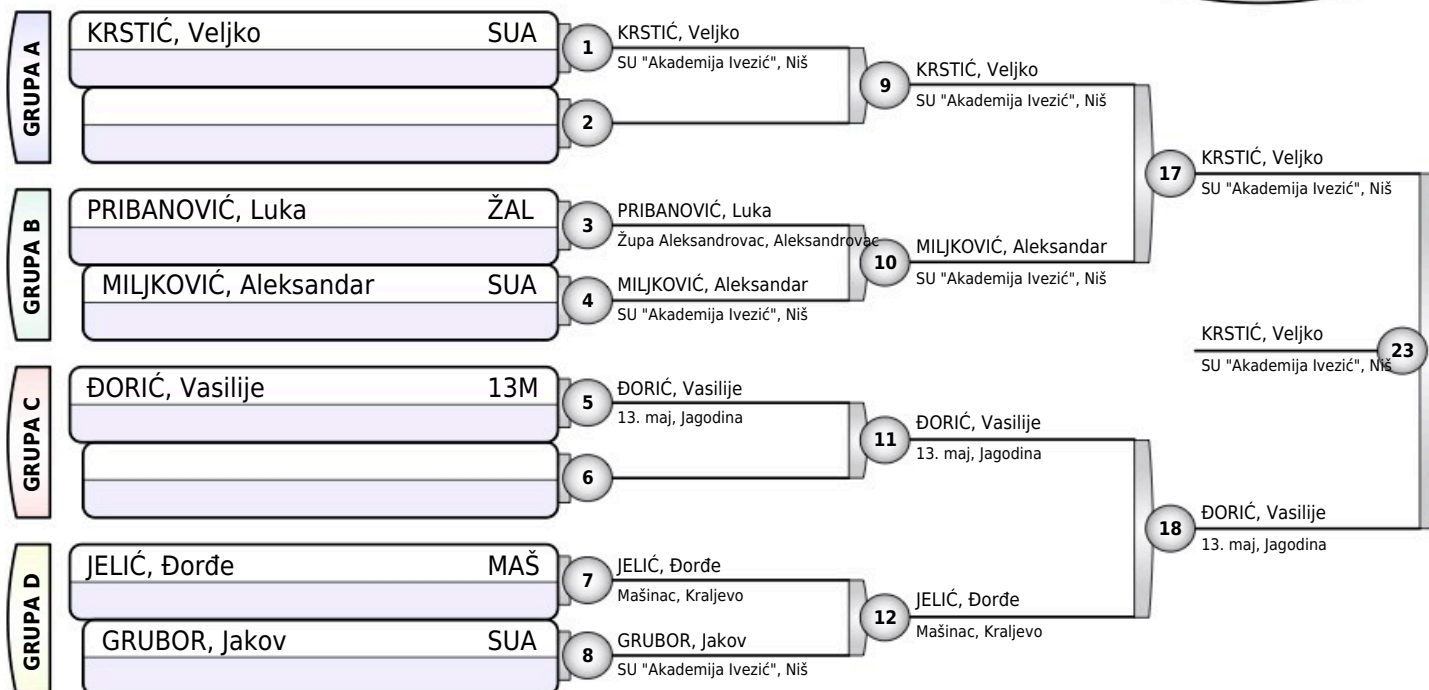 GRUPA A
KRSTIĆ, Veljko SUA
1
KRSTIĆ, Veljko
SU "Akademija Ivezić", Niš
2
9
KRSTIĆ, Veljko
SU "Akademija Ivezić", Niš
GRUPA B
PRIBANOVIĆ, Luka ŽAL
3
PRIBANOVIĆ, Luka
Župa Aleksandrovac, Aleksandrovac
MILJKOVIĆ, Aleksandar SUA
4
MILJKOVIĆ, Aleksandar
SU "Akademija Ivezić", Niš
10
MILJKOVIĆ, Aleksandar
SU "Akademija Ivezić", Niš
17
KRSTIĆ, Veljko
SU "Akademija Ivezić", Niš
KRSTIĆ, Veljko
SU "Akademija Ivezić", Niš
23
GRUPA C
ĐORIĆ, Vasilije 13M
5
ĐORIĆ, Vasilije
13. maj, Jagodina
6
11
ĐORIĆ, Vasilije
13. maj, Jagodina
GRUPA D
JELIĆ, Đorđe MAŠ
7
JELIĆ, Đorđe
Mašinac, Kraljevo
GRUBOR, Jakov SUA
8
GRUBOR, Jakov
SU "Akademija Ivezić", Niš
12
JELIĆ, Đorđe
Mašinac, Kraljevo
18
ĐORIĆ, Vasilije
13. maj, Jagodina